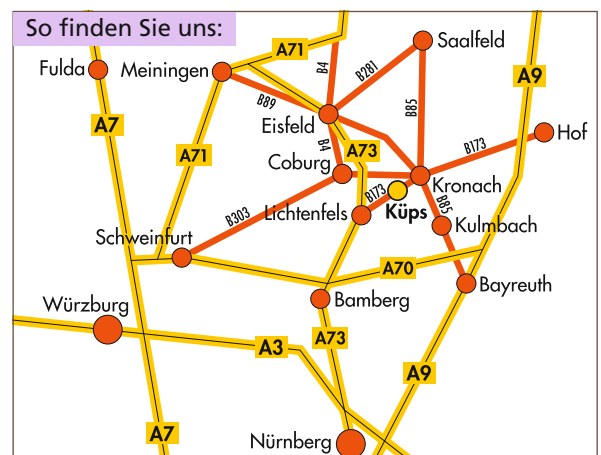 So finden Sie uns:
A71
Saalfeld
Fulda
Meiningen
B4
B281
A9
B89
B85
Eisfeld
A7
Hof
B4
A73
B173
A71
Coburg
Kronach
B173
Küps
B85
B303
Lichtenfels
Kulmbach
Schweinfurt
A70
Bayreuth
Bamberg
Würzburg
A73
A3
A9
A7
Nürnberg